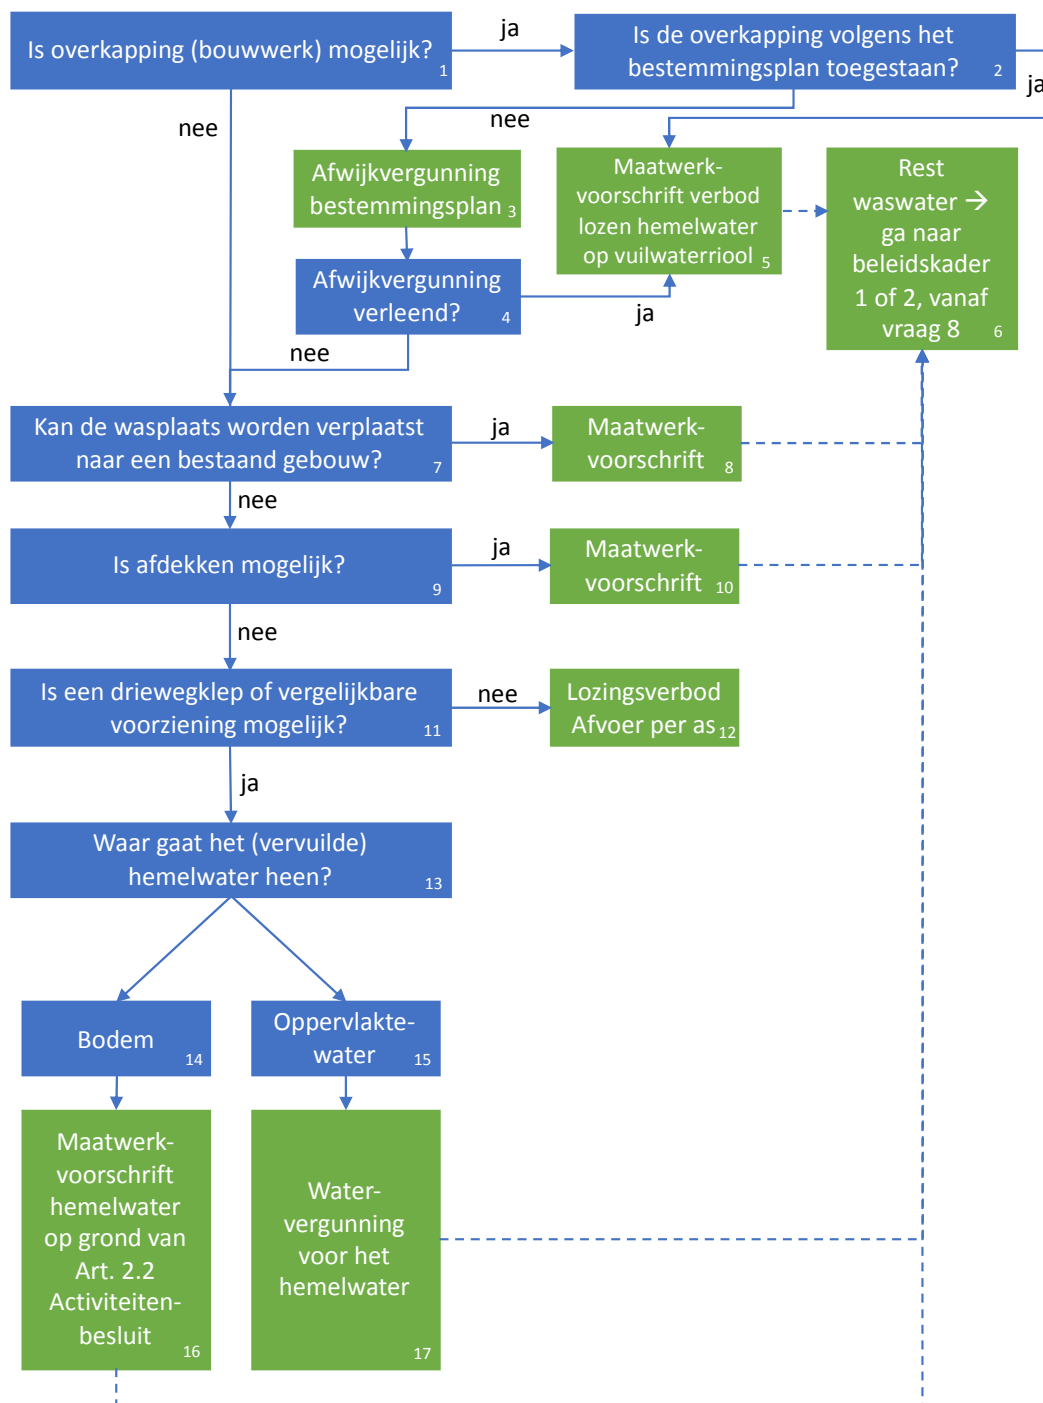 Is overkapping (bouwwerk) mogelijk?
1
ja
Is de overkapping volgens het
bestemmingsplan toegestaan?
2
ja
nee
nee
Afwijkvergunning
bestemmingsplan
3
Maatwerk-
voorschrift verbod
lozen hemelwater
op vuilwaterriool
5
Rest
waswater →
ga naar
beleidskader
1 of 2, vanaf
vraag 8
6
Afwijkvergunning
verleend?
4
ja
nee
Kan de wasplaats worden verplaatst
naar een bestaand gebouw?
7
ja
Maatwerk-
voorschrift
8
nee
Is afdekken mogelijk?
9
ja
Maatwerk-
voorschrift
10
nee
Is een driewegklep of vergelijkbare
voorziening mogelijk?
11
nee
Lozingsverbod
Afvoer per as
12
ja
Waar gaat het (vervuilde)
hemelwater heen?
13
Bodem
14
Oppervlakte-
water
15
Maatwerk-
voorschrift
hemelwater
op grond van
Art. 2.2
Activiteiten-
besluit
16
Water-
vergunning
voor het
hemelwater
17